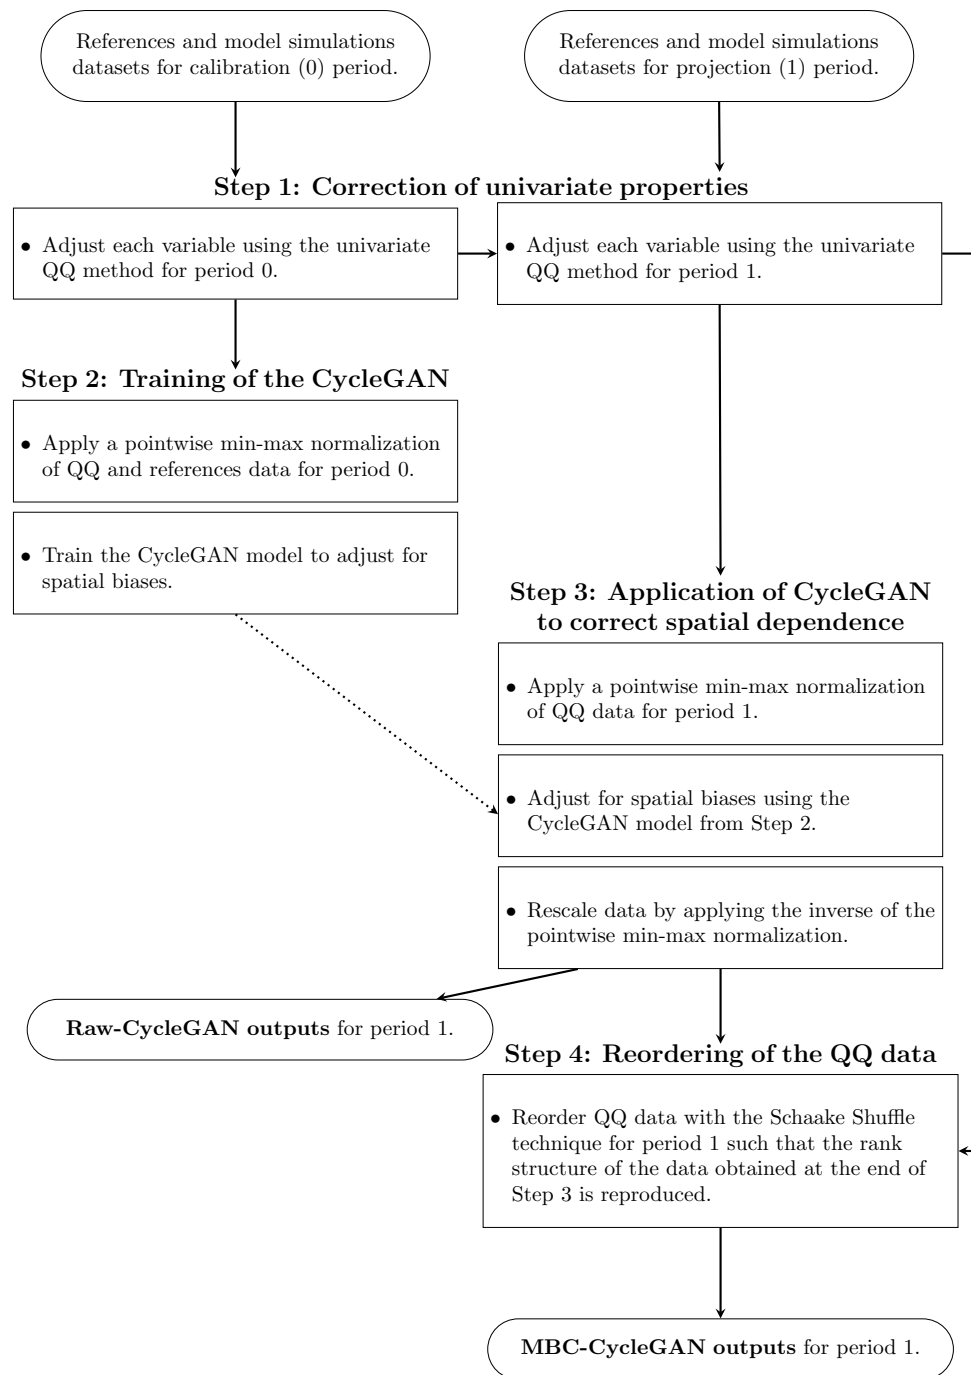 References and model simulations
datasets for calibration (0) period.
References and model simulations
datasets for projection (1) period.
Step 1: Correction of univariate properties
• Adjust each variable using the univariate
QQ method for period 0.
• Adjust each variable using the univariate
QQ method for period 1.
Step 2: Training of the CycleGAN
• Apply a pointwise min-max normalization
of QQ and references data for period 0.
• Train the CycleGAN model to adjust for
spatial biases.
Step 3: Application of CycleGAN
to correct spatial dependence
• Apply a pointwise min-max normalization
of QQ data for period 1.
• Adjust for spatial biases using the
CycleGAN model from Step 2.
• Rescale data by applying the inverse of the
pointwise min-max normalization.
Raw-CycleGAN outputs for period 1.
Step 4: Reordering of the QQ data
• Reorder QQ data with the Schaake Shuffle
technique for period 1 such that the rank
structure of the data obtained at the end of
Step 3 is reproduced.
MBC-CycleGAN outputs for period 1.